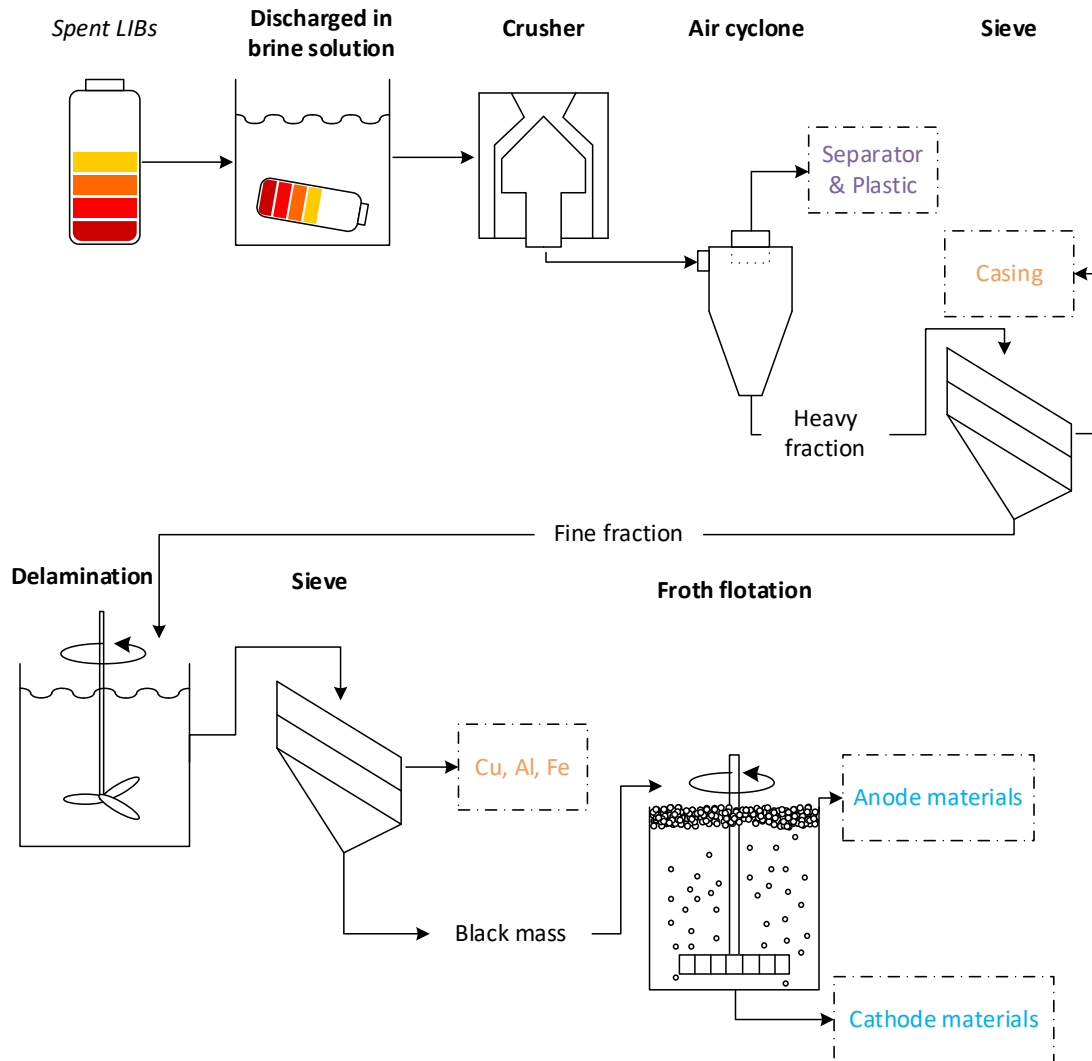 Spent LIBs
Discharged in
brine solution
Crusher
Air cyclone
Sieve
Separator
& Plastic
Casing
Heavy
fraction
Fine fraction
Delamination
Sieve
Froth flotation
Cu, Al, Fe
Anode materials
Black mass
Cathode materials